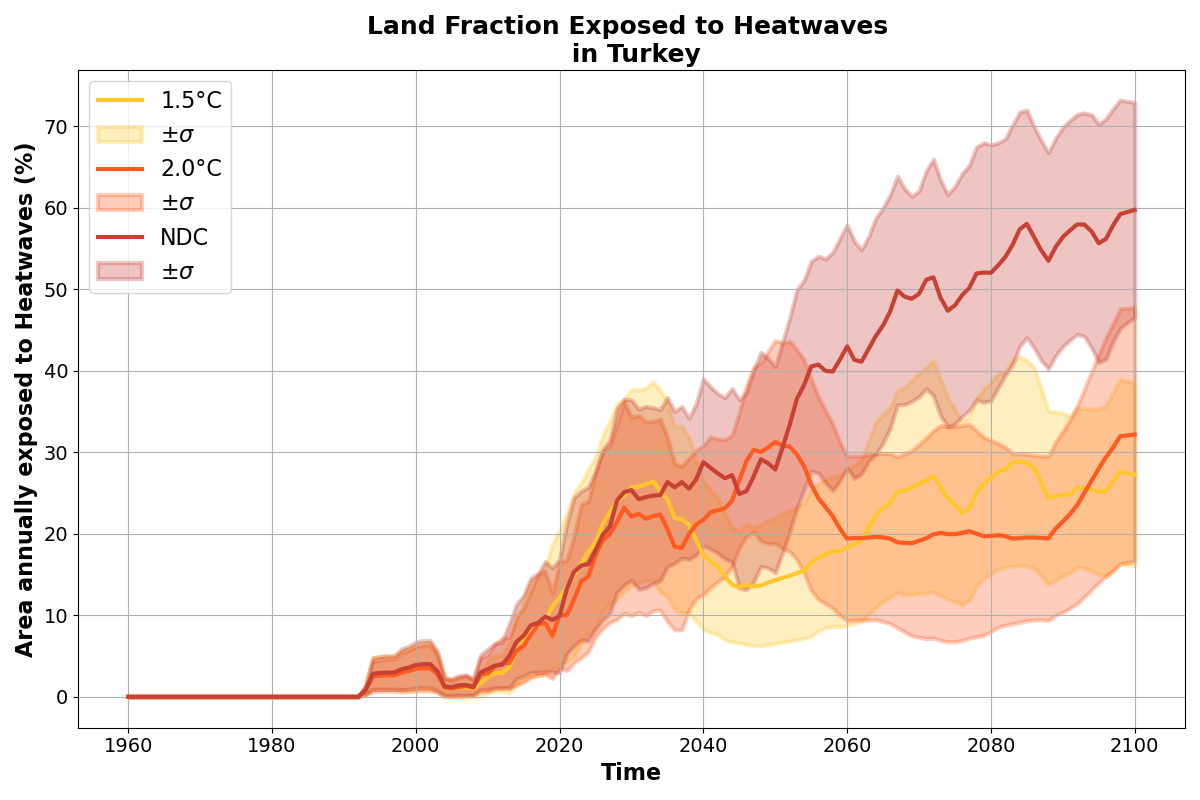 Land Fraction Exposed to Heatwaves
in Turkey
1.5°C
±σ
2.0°C
±σ
NDC
±σ
Area annually exposed to Heatwaves (%)
70
60
50
40
30
20
10
0
1960 1980 2000 2020 2040 2060 2080 2100
Time